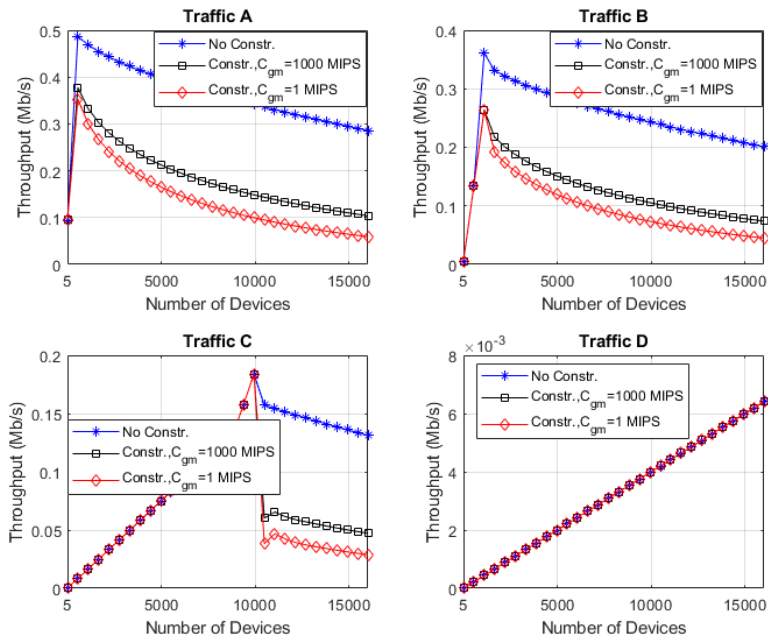 Traffic A
Throughput (Mb/s)
0.5
0.4
0.3
0.2
0.1
0
No Constr.
Constr.,C_gm=1000 MIPS
Constr.,C_gm=1 MIPS
5
5000
10000
15000
Number of Devices
Traffic B
Throughput (Mb/s)
0.4
0.3
0.2
0.1
0
No Constr.
Constr.,C_gm=1000 MIPS
Constr.,C_gm=1 MIPS
5
5000
10000
15000
Number of Devices
Traffic C
Throughput (Mb/s)
0.2
0.15
0.1
0.05
0
No Constr.
Constr.,C_gm=1000 MIPS
Constr.,C_gm=1 MIPS
5
5000
10000
15000
Number of Devices
Traffic D
× 10⁻³
Throughput (Mb/s)
8
6
4
2
0
No Constr.
Constr.,C_gm=1000 MIPS
Constr.,C_gm=1 MIPS
5
5000
10000
15000
Number of Devices